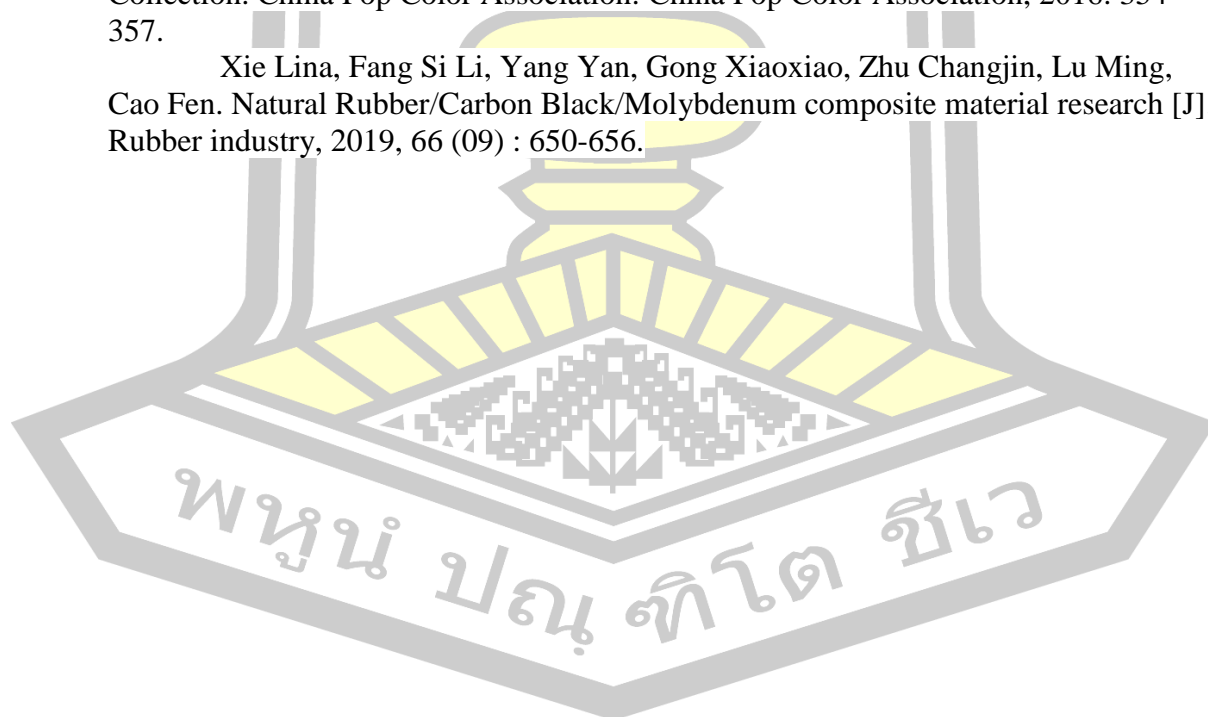 Collection. China Pop Color Association. China Pop Color Association,
357.
Xie Lina, Fang Si Li, Yang Yan, Gong Xiaoxiao, Zhu Changjin, Lu Ming,
Cao Fen. Natural Rubber/Carbon Black/Molybdenum composite material research [J]
Rubber industry, 2019, 66 (09) : 650-656.
พหูนํ ปณฺฑิโต ชีเว